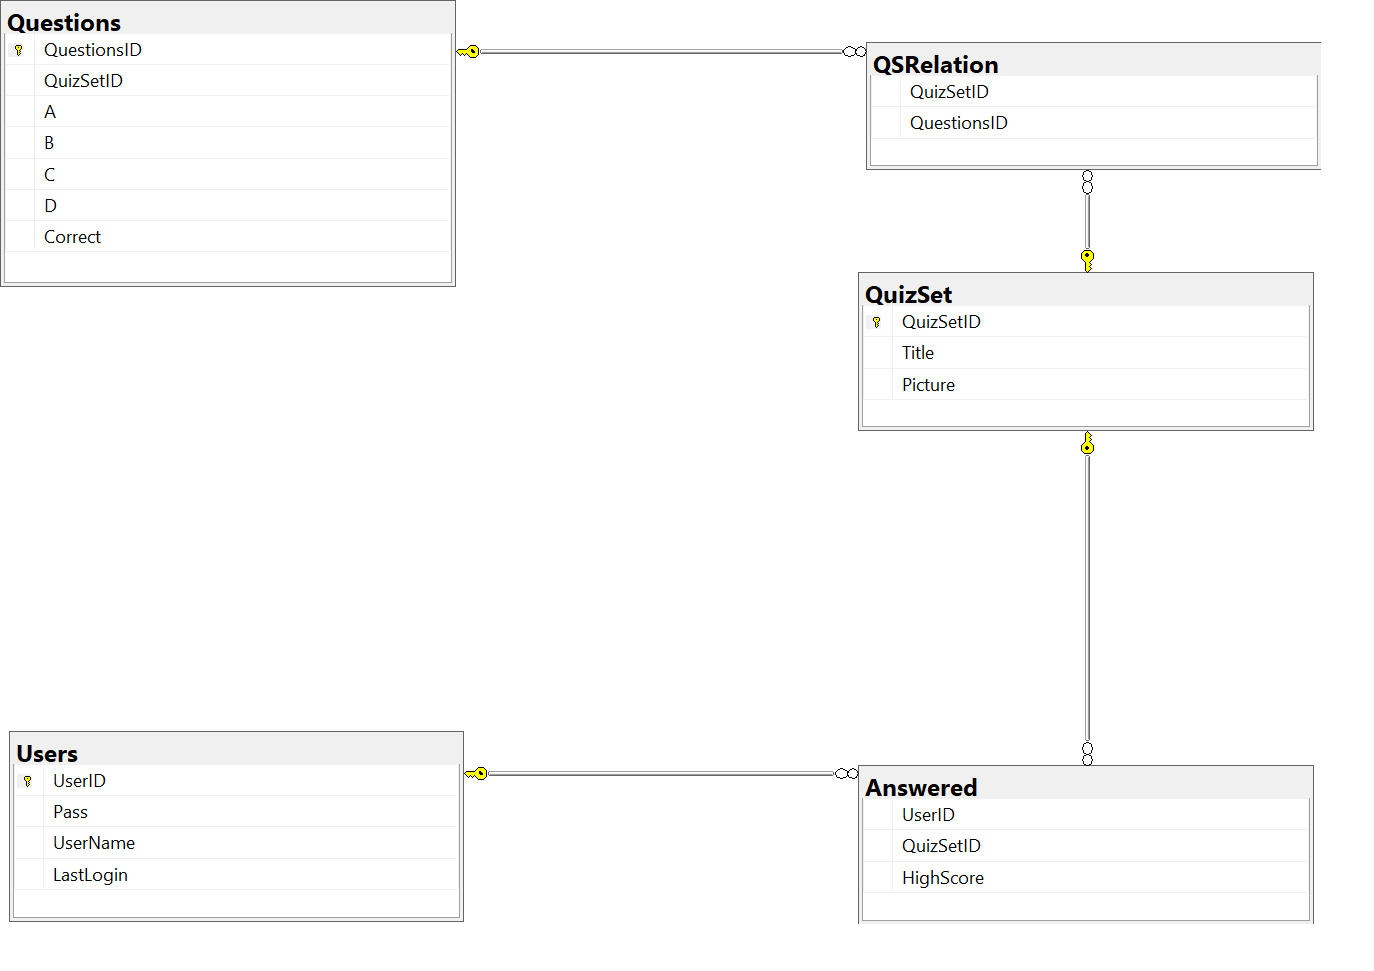 Questions
QuestionsID
QuizSetID
A
B
C
D
Correct
QSRelation
QuizSetID
QuestionsID
QuizSet
QuizSetID
Title
Picture
Users
UserID
Pass
UserName
LastLogin
Answered
UserID
QuizSetID
HighScore